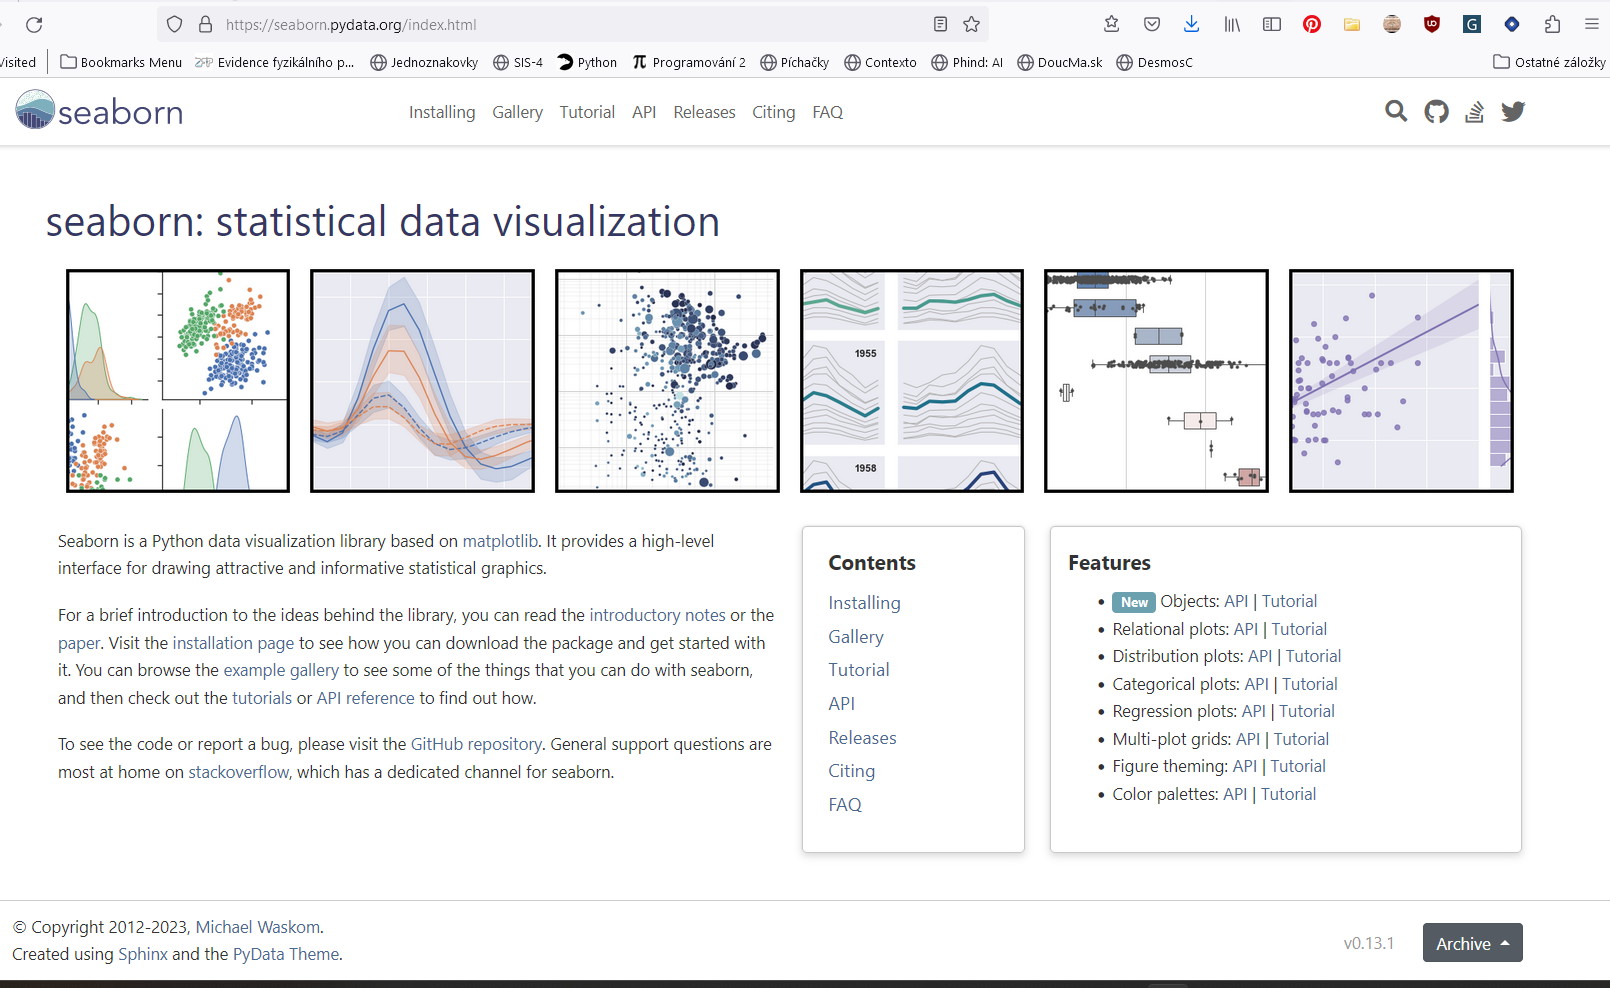 https://seaborn.pydata.org/index.html
isited
Bookmarks Menu
Evidence fyzikálního p...
Jednoznakovky
SIS-4
Python
Programování 2
Píchačky
Contexto
Phind: AI
DoucMa.sk
DesmosC
Ostatné záložky
seaborn
Installing
Gallery
Tutorial
API
Releases
Citing
FAQ
seaborn: statistical data visualization
1955
1958
Seaborn is a Python data visualization library based on matplotlib. It provides a high-level
interface for drawing attractive and informative statistical graphics.
For a brief introduction to the ideas behind the library, you can read the introductory notes or the
paper. Visit the installation page to see how you can download the package and get started with
it. You can browse the example gallery to see some of the things that you can do with seaborn,
and then check out the tutorials or API reference to find out how.
To see the code or report a bug, please visit the GitHub repository. General support questions are
most at home on stackoverflow, which has a dedicated channel for seaborn.
Contents
Installing
Gallery
Tutorial
API
Releases
Citing
FAQ
Features
New Objects: API | Tutorial
Relational plots: API | Tutorial
Distribution plots: API | Tutorial
Categorical plots: API | Tutorial
Regression plots: API | Tutorial
Multi-plot grids: API | Tutorial
Figure theming: API | Tutorial
Color palettes: API | Tutorial
© Copyright 2012-2023, Michael Waskom.
Created using Sphinx and the PyData Theme.
v0.13.1
Archive